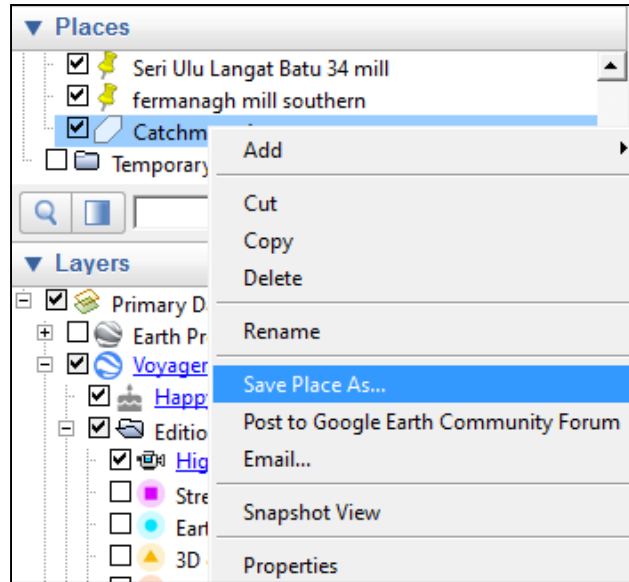 Places
Seri Ulu Langat Batu 34 mill
fermanagh mill southern
Catchm
Temporary
Layers
Primary D
Earth Pr
Voyager
Happy
Editio
Hig
Stre
Eart
3D
Add
Cut
Copy
Delete
Rename
Save Place As...
Post to Google Earth Community Forum
Email...
Snapshot View
Properties